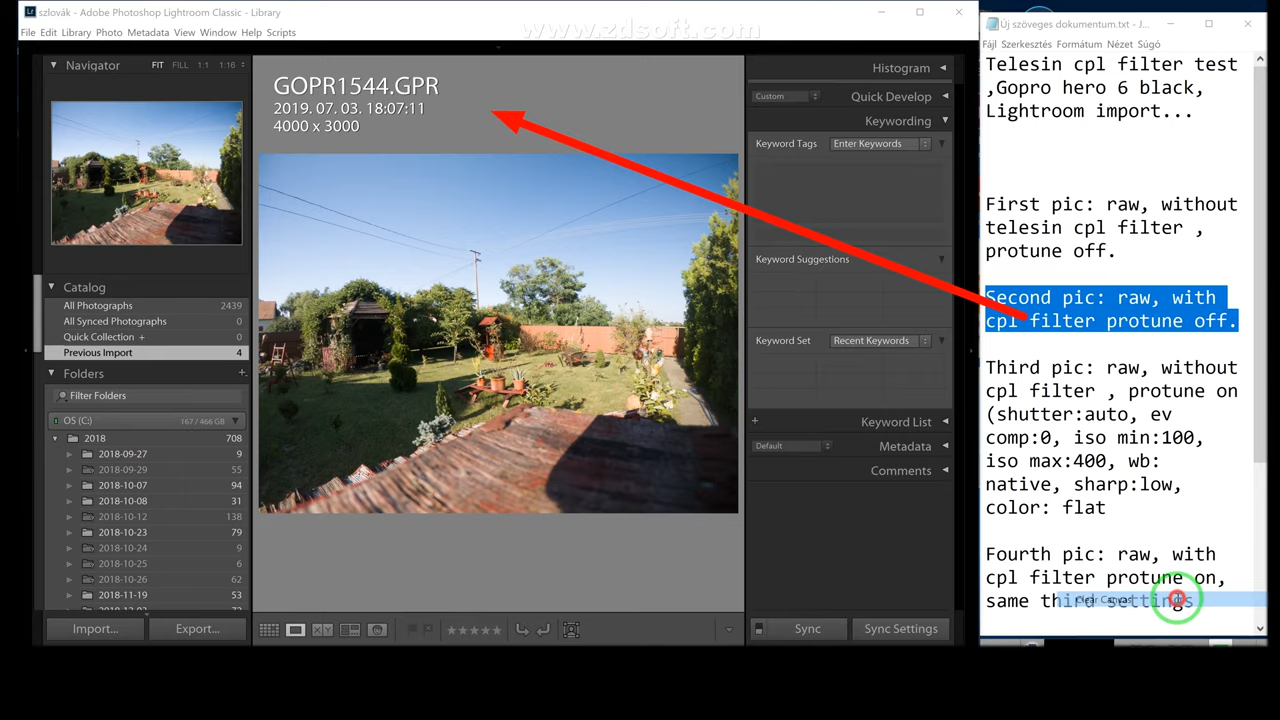 szlovák - Adobe Photoshop Lightroom Classic - Library
www.zdsoft.com
File Edit Library Photo Metadata View Window Help Scripts
Navigator FIT FILL 1:1 1:16
Catalog
All Photographs 2439
All Synced Photographs 0
Quick Collection + 0
Previous Import 4
Folders +
Filter Folders
OS (C:) 167 / 466 GB
2018 708
2018-09-27 9
2018-09-29 55
2018-10-07 94
2018-10-08 31
2018-10-12 138
2018-10-23 79
2018-10-24 9
2018-10-25 6
2018-10-26 62
2018-11-19 53
Import... Export...
GOPR1544.GPR
2019. 07. 03. 18:07:11
4000 x 3000
Histogram
Custom Quick Develop
Keywording
Keyword Tags Enter Keywords
Keyword Suggestions
Keyword Set Recent Keywords
+ Keyword List
Default Metadata
Comments
Sync Sync Settings
Új szöveges dokumentum.txt - J...
Fájl Szerkesztés Formátum Nézet Súgó
Telesin cpl filter test
,Gopro hero 6 black,
Lightroom import...
First pic: raw, without
telesin cpl filter ,
protune off.
Second pic: raw, with
cpl filter protune off.
Third pic: raw, without
cpl filter , protune on
(shutter:auto, ev
comp:0, iso min:100,
iso max:400, wb:
native, sharp:low,
color: flat
Fourth pic: raw, with
cpl filter protune on,
same third settings
Clear Canvas